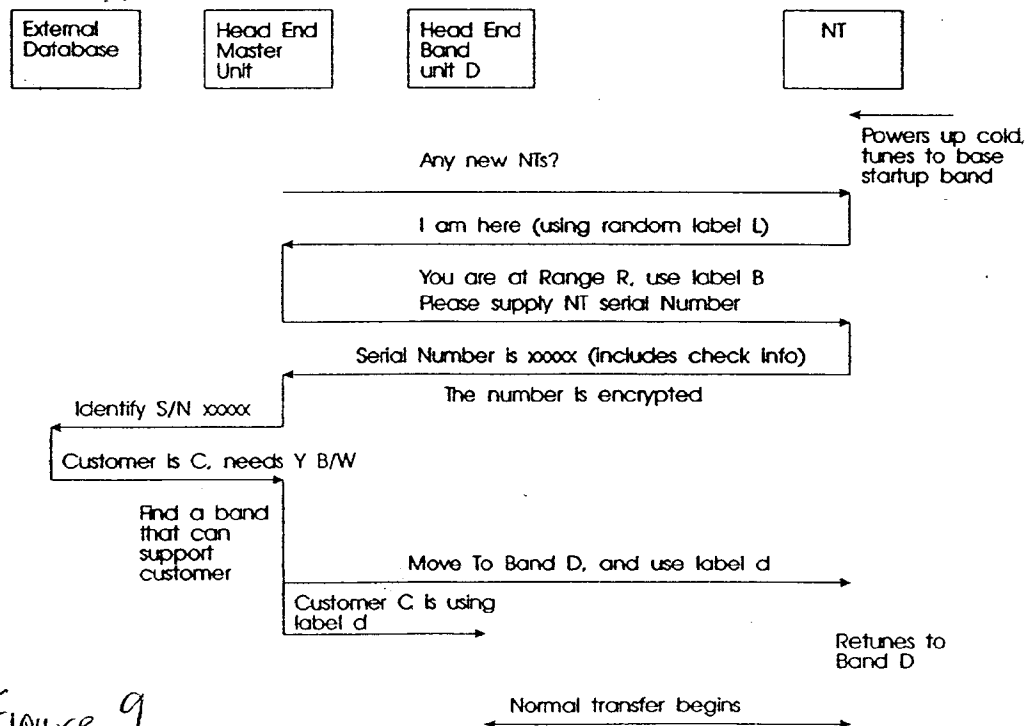 External
Database
Head End
Master
Unit
Head End
Band
unit D
NT
Powers up cold,
tunes to base
startup band
Any new NTs?
I am here (using random label L)
You are at Range R, use label B
Please supply NT serial Number
Serial Number is xxxxx (includes check info)
The number is encrypted
Identify S/N xxxxx
Customer is C, needs Y B/W
Find a band
that can
support
customer
Move To Band D, and use label d
Customer C is using
label d
Retunes to
Band D
Normal transfer begins
Figure 9